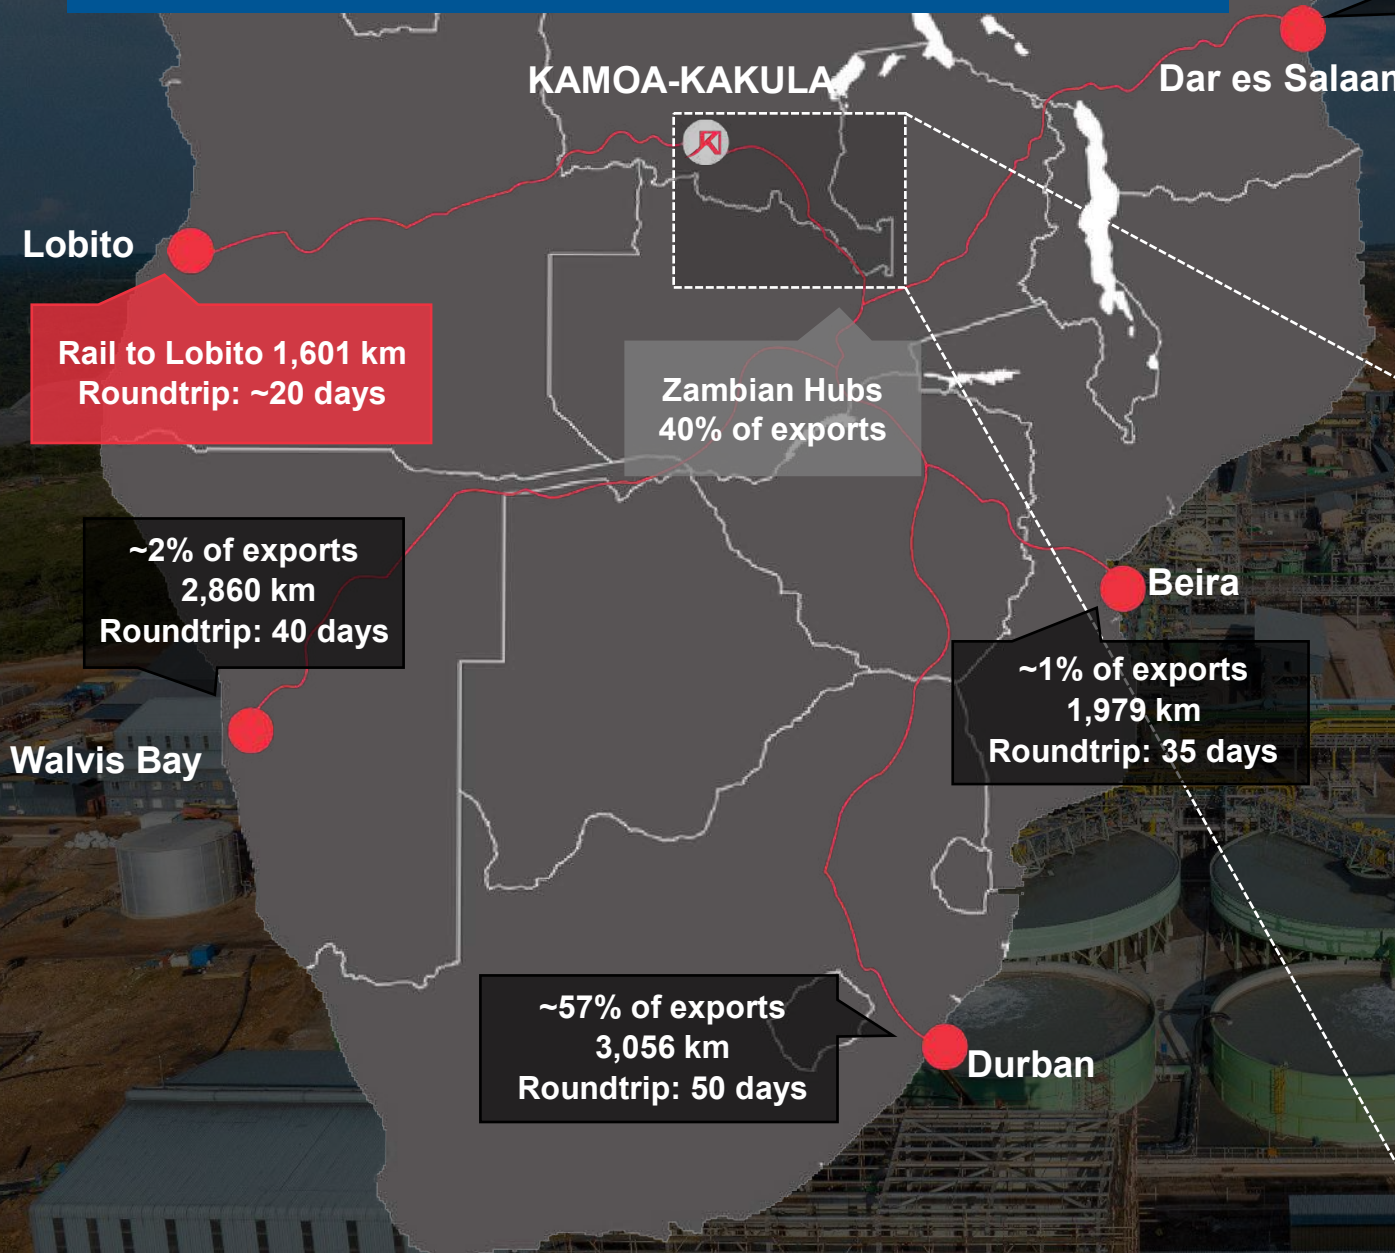 KAMOA-KAKULA
Dar es Salaam
Lobito
Rail to Lobito 1,601 km
Roundtrip: ~20 days
Zambian Hubs
40% of exports
~2% of exports
2,860 km
Roundtrip: 40 days
Walvis Bay
Beira
~1% of exports
1,979 km
Roundtrip: 35 days
~57% of exports
3,056 km
Roundtrip: 50 days
Durban